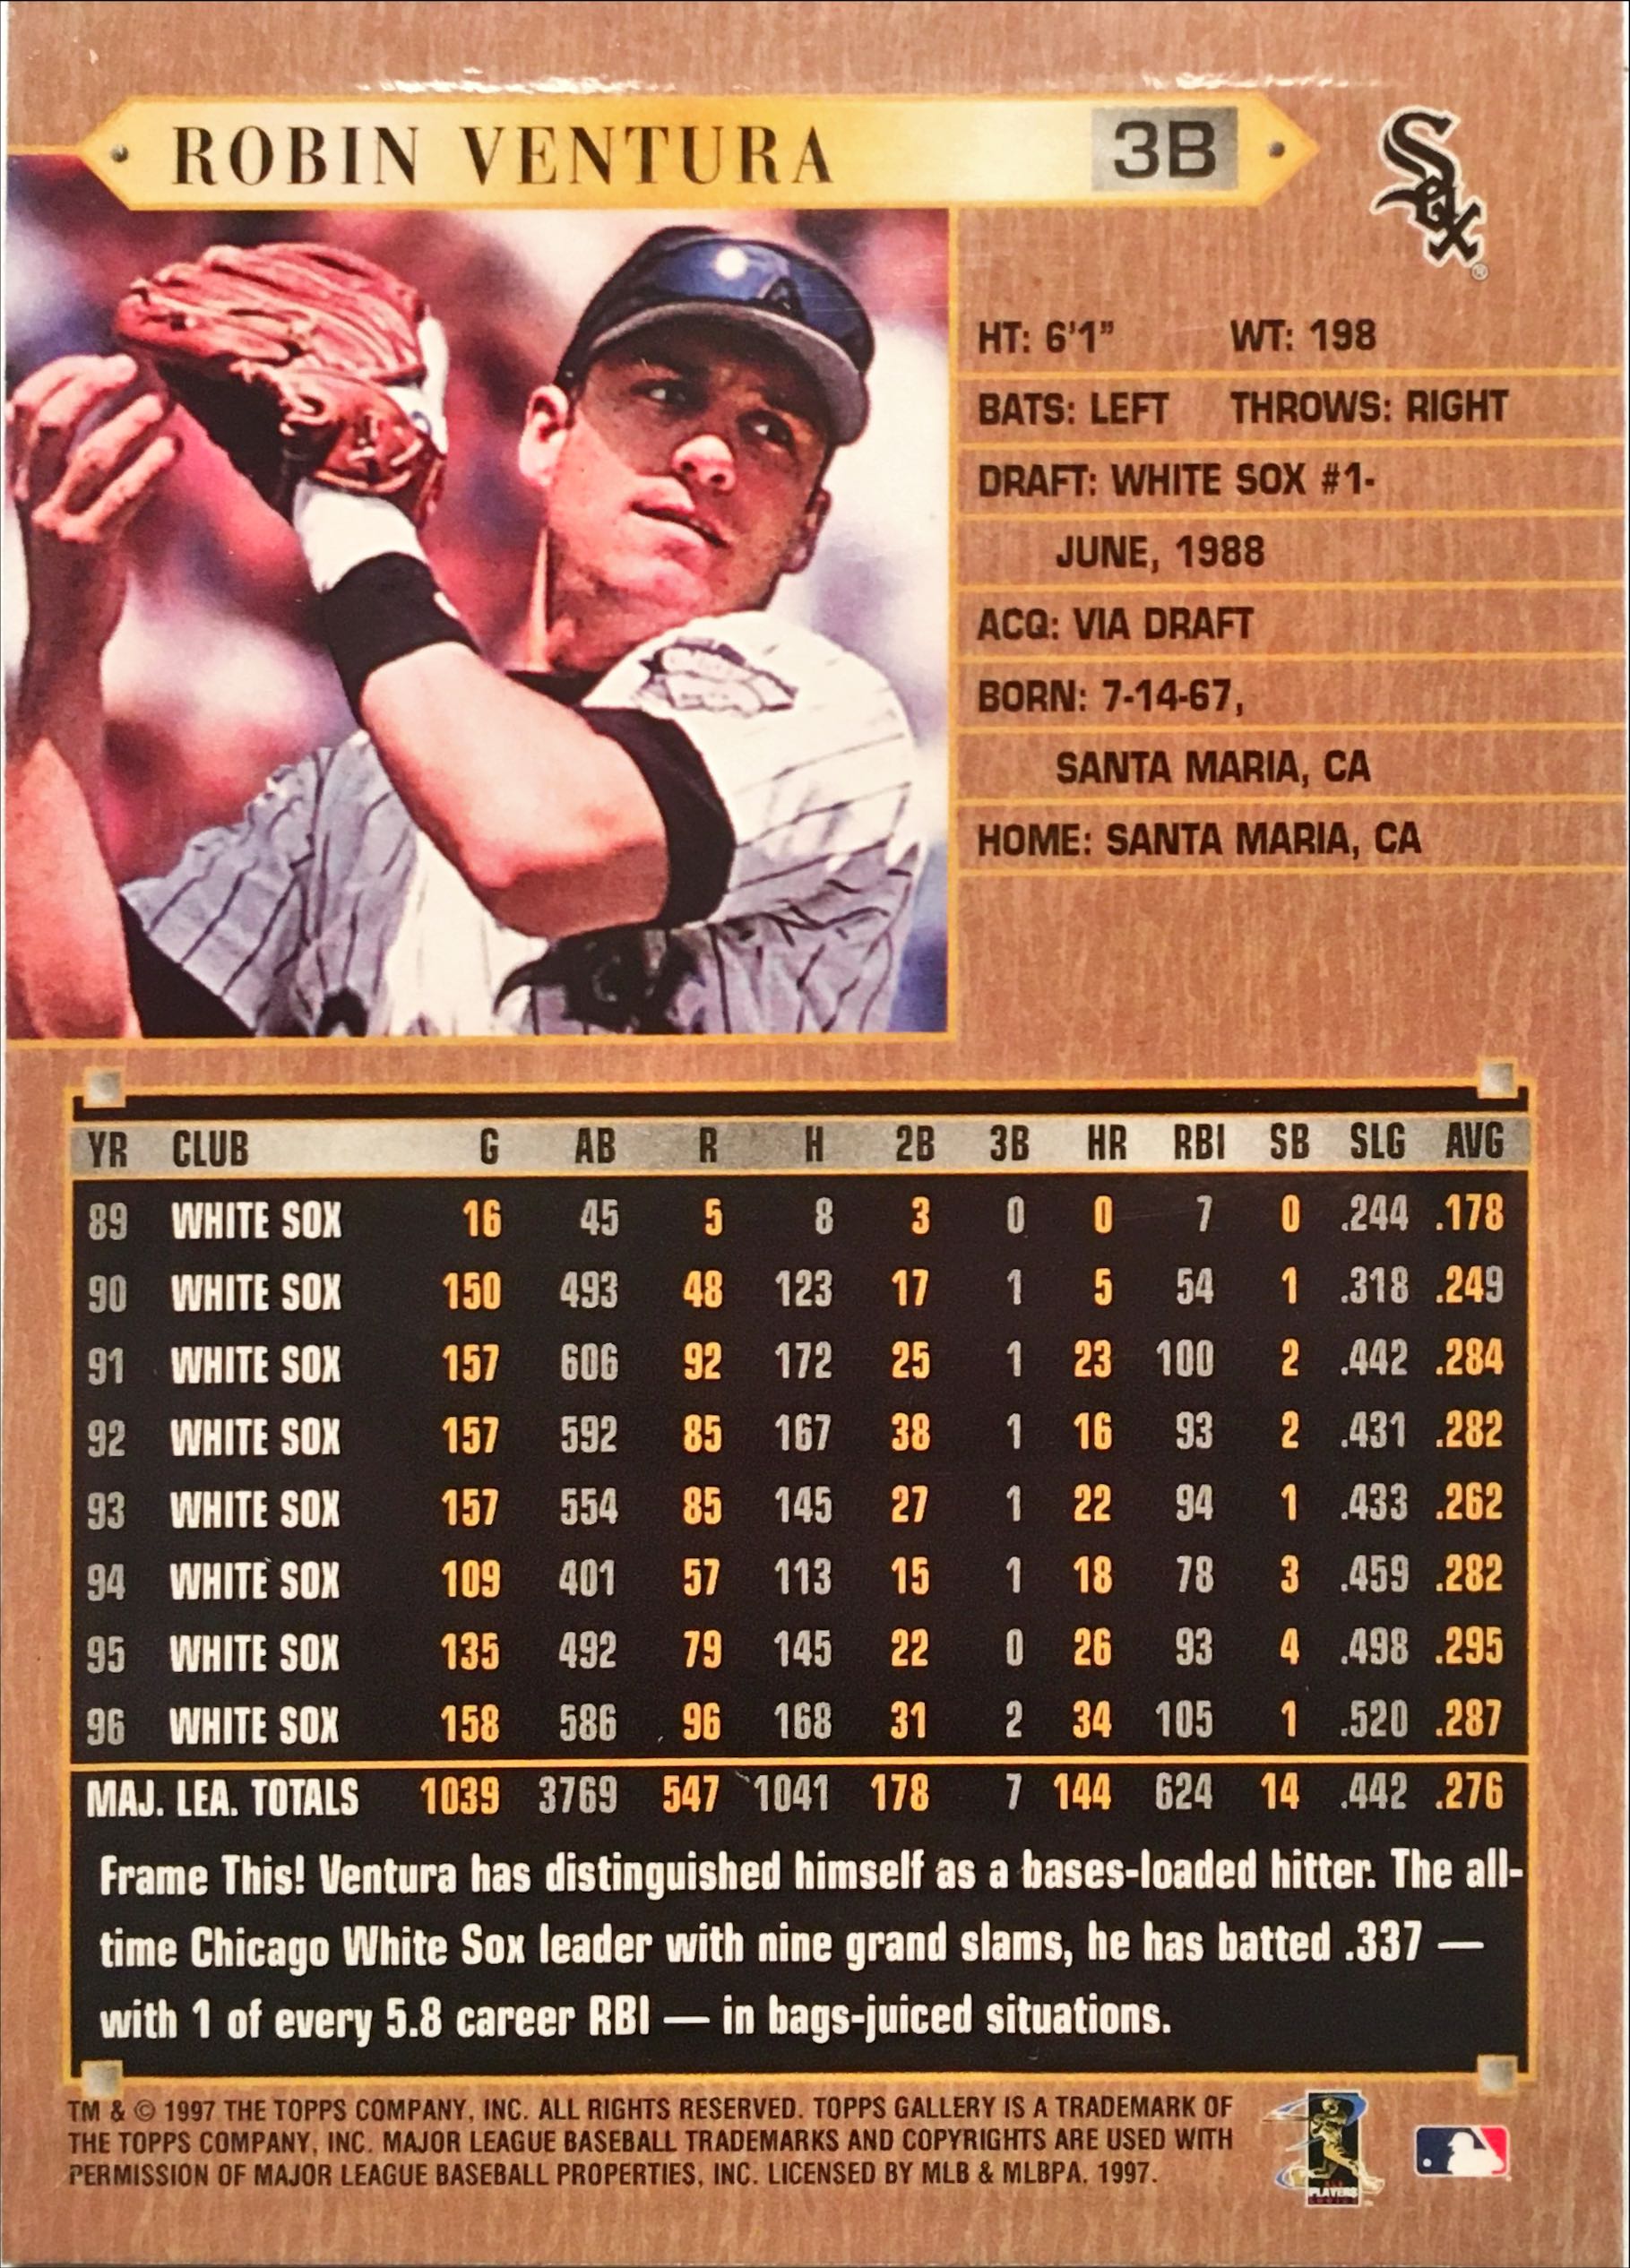 ROBIN VENTURA 3B
Sox ®
HT: 6'1" WT: 198
BATS: LEFT THROWS: RIGHT
DRAFT: WHITE SOX #1-
JUNE, 1988
ACQ: VIA DRAFT
BORN: 7-14-67,
SANTA MARIA, CA
HOME: SANTA MARIA, CA
YR CLUB G AB R H 2B 3B HR RBI SB SLG AVG
89 WHITE SOX 16 45 5 8 3 0 0 7 0 .244 .178
90 WHITE SOX 150 493 48 123 17 1 5 54 1 .318 .249
91 WHITE SOX 157 606 92 172 25 1 23 100 2 .442 .284
92 WHITE SOX 157 592 85 167 38 1 16 93 2 .431 .282
93 WHITE SOX 157 554 85 145 27 1 22 94 1 .433 .262
94 WHITE SOX 109 401 57 113 15 1 18 78 3 .459 .282
95 WHITE SOX 135 492 79 145 22 0 26 93 4 .498 .295
96 WHITE SOX 158 586 96 168 31 2 34 105 1 .520 .287
MAJ. LEA. TOTALS 1039 3769 547 1041 178 7 144 624 14 .442 .276
Frame This! Ventura has distinguished himself as a bases-loaded hitter. The all-
time Chicago White Sox leader with nine grand slams, he has batted .337 —
with 1 of every 5.8 career RBI — in bags-juiced situations.
TM & © 1997 THE TOPPS COMPANY, INC. ALL RIGHTS RESERVED. TOPPS GALLERY IS A TRADEMARK OF
THE TOPPS COMPANY, INC. MAJOR LEAGUE BASEBALL TRADEMARKS AND COPYRIGHTS ARE USED WITH
PERMISSION OF MAJOR LEAGUE BASEBALL PROPERTIES, INC. LICENSED BY MLB & MLBPA, 1997.
PLAYERS